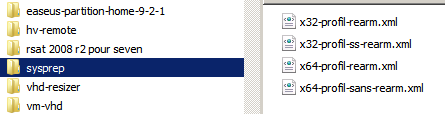 easeus-partition-home-9-2-1
hv-remote
rsat 2008 r2 pour seven
sysprep
vhd-resizer
vm-vhd
x32-profil-rearm.xml
x32-profil-ss-rearm.xml
x64-profil-rearm.xml
x64-profil-sans-rearm.xml